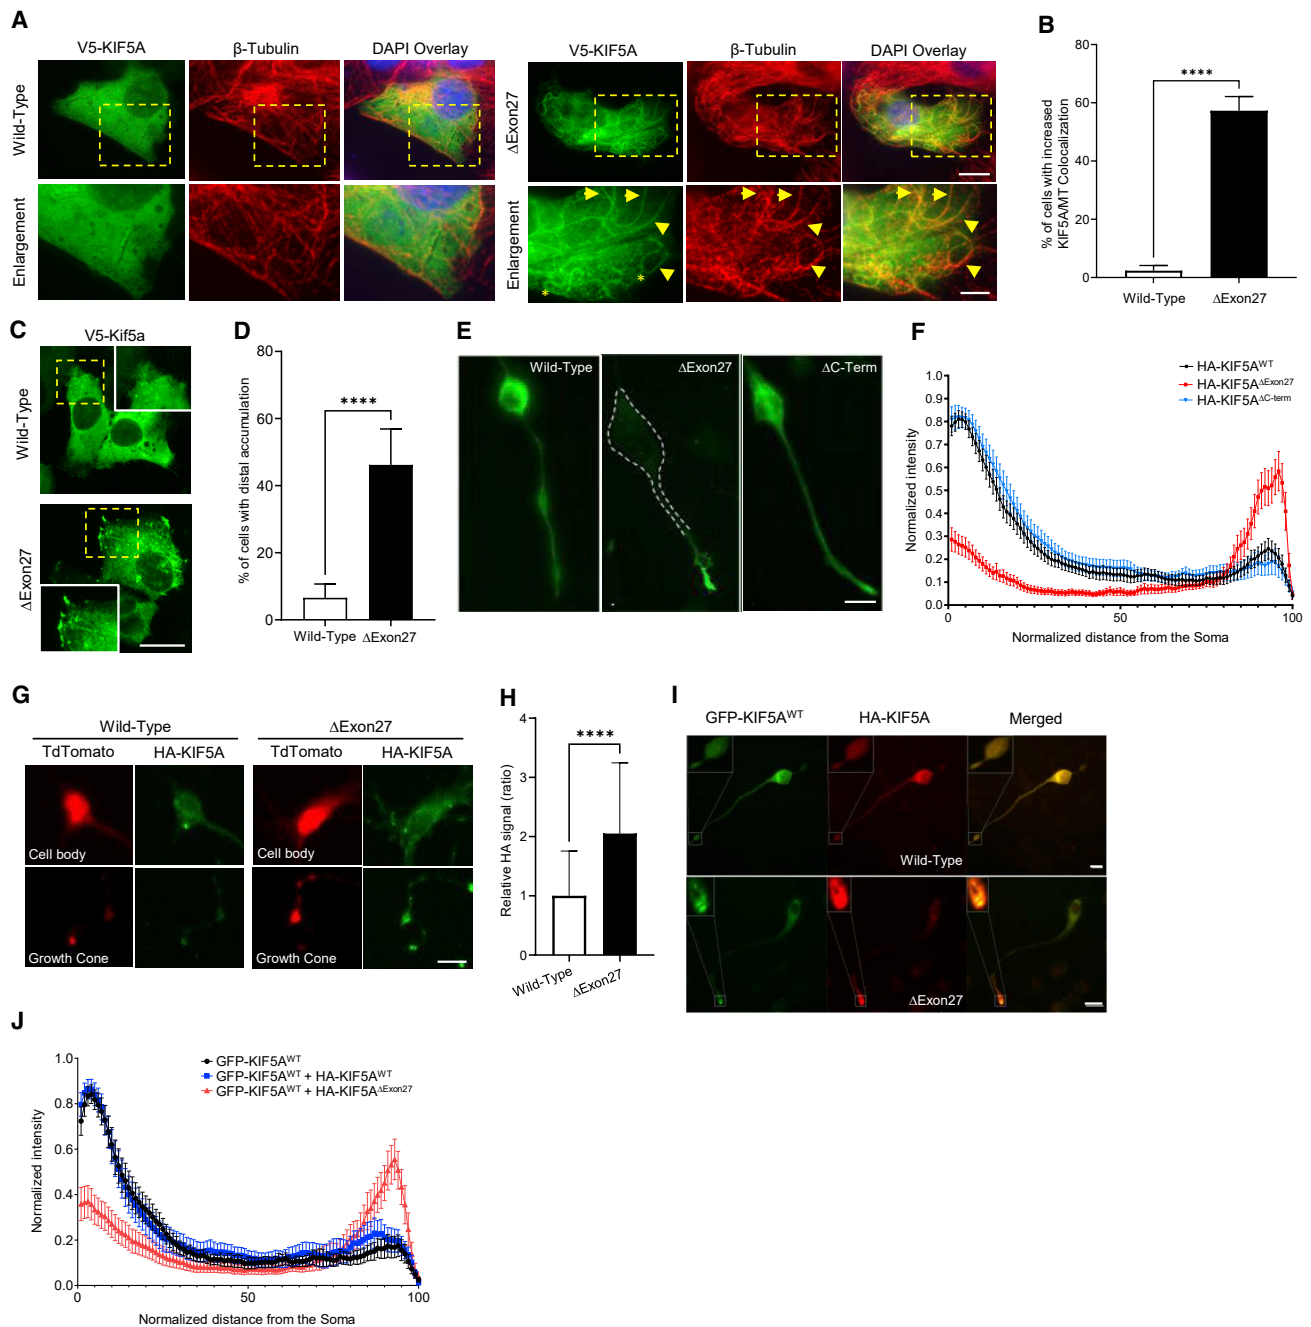 A
V5-KIF5A
β-Tubulin
DAPI Overlay
V5-KIF5A
β-Tubulin
DAPI Overlay
Wild-Type
Enlargement
ΔExon27
Enlargement
*
*
B
% of cells with increased
KIF5A/MT Colocalization
80
60
40
20
0
****
Wild-Type
ΔExon27
C
V5-Kif5a
Wild-Type
ΔExon27
D
% of cells with distal accumulation
80
60
40
20
0
****
Wild-Type
ΔExon27
E
Wild-Type
ΔExon27
ΔC-Term
F
HA-KIF5A^WT
HA-KIF5A^ΔExon27
HA-KIF5A^ΔC-term
Normalized intensity
1.0
0.9
0.8
0.7
0.6
0.5
0.4
0.3
0.2
0.1
0.0
0
50
100
Normalized distance from the Soma
G
Wild-Type
ΔExon27
TdTomato
HA-KIF5A
TdTomato
HA-KIF5A
Cell body
Cell body
Growth Cone
Growth Cone
H
Relative HA signal (ratio)
4
3
2
1
0
****
Wild-Type
ΔExon27
I
GFP-KIF5A^WT
HA-KIF5A
Merged
Wild-Type
ΔExon27
J
GFP-KIF5A^WT
GFP-KIF5A^WT + HA-KIF5A^WT
GFP-KIF5A^WT + HA-KIF5A^ΔExon27
Normalized intensity
1.0
0.8
0.6
0.4
0.2
0.0
0
50
100
Normalized distance from the Soma